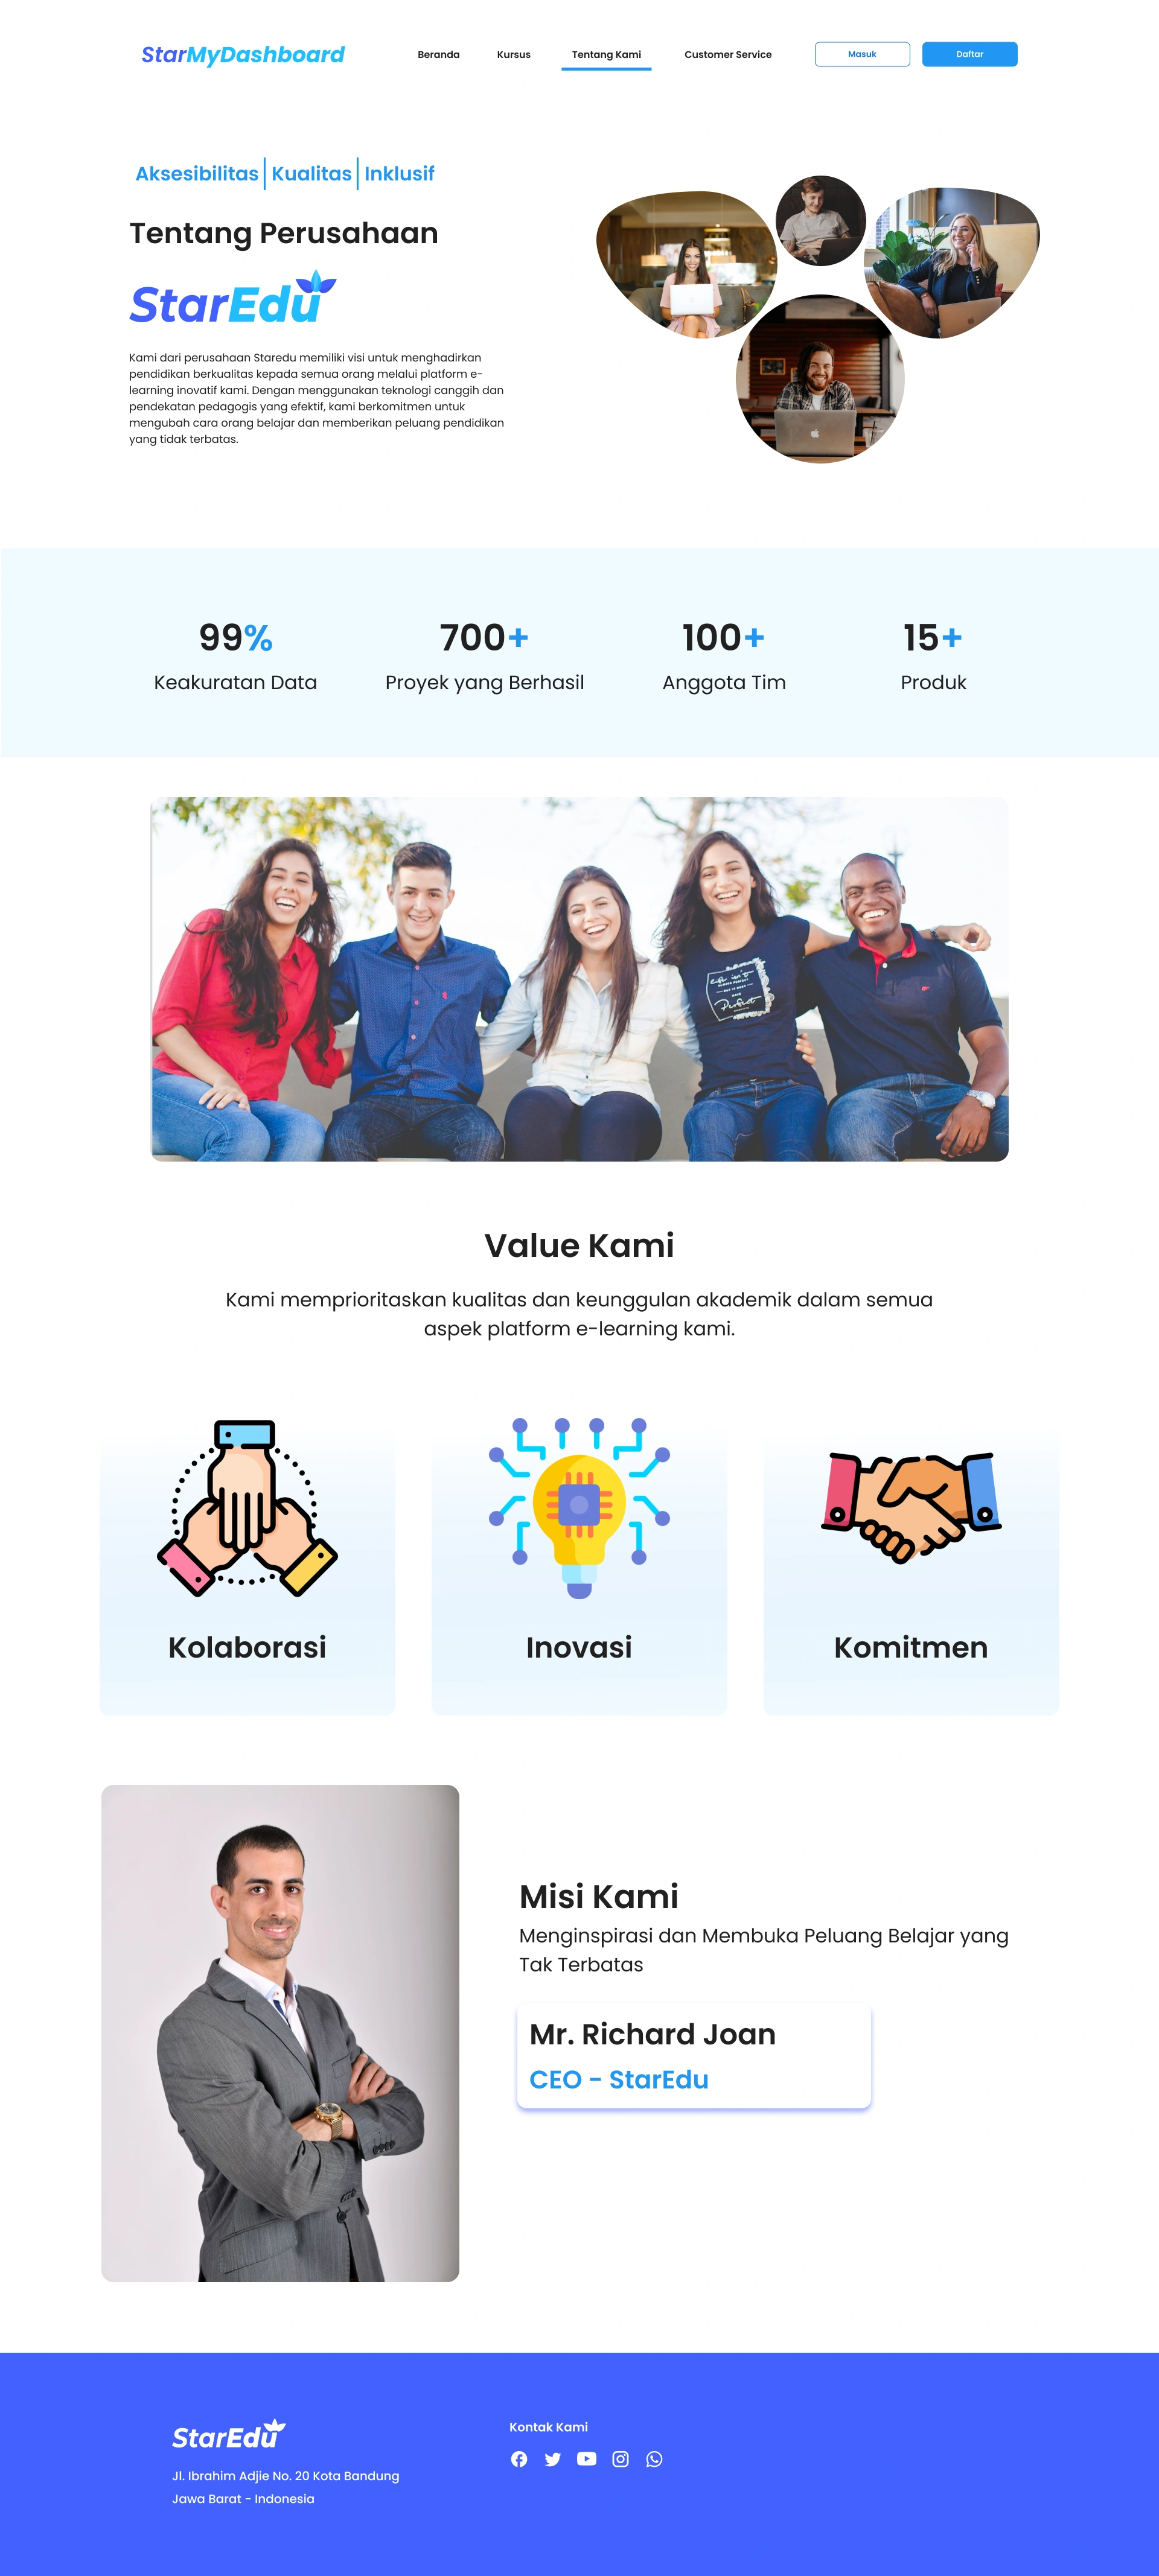 StarMyDashboard
Beranda
Kursus
Tentang Kami
Customer Service
Masuk
Daftar
Aksesibilitas
Kualitas
Inklusif
Tentang Perusahaan
StarEdu
Kami dari perusahaan Staredu memiliki visi untuk menghadirkan
pendidikan berkualitas kepada semua orang melalui platform e-
learning inovatif kami. Dengan menggunakan teknologi canggih dan
pendekatan pedagogis yang efektif, kami berkomitmen untuk
mengubah cara orang belajar dan memberikan peluang pendidikan
yang tidak terbatas.
99%
Keakuratan Data
700+
Proyek yang Berhasil
100+
Anggota Tim
15+
Produk
Life isn't
Perfect
Value Kami
Kami memprioritaskan kualitas dan keunggulan akademik dalam semua
aspek platform e-learning kami.
Kolaborasi
Inovasi
Komitmen
Misi Kami
Menginspirasi dan Membuka Peluang Belajar yang
Tak Terbatas
Mr. Richard Joan
CEO - StarEdu
StarEdu
Jl. Ibrahim Adjie No. 20 Kota Bandung
Jawa Barat - Indonesia
Kontak Kami